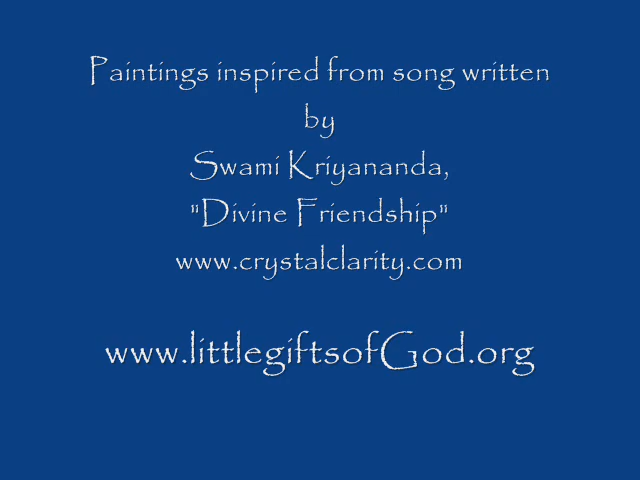 Paintings inspired from song written
by
Swami Kriyananda,
"Divine Friendship"
www.crystalclarity.com
www.littlegiftsofGod.org